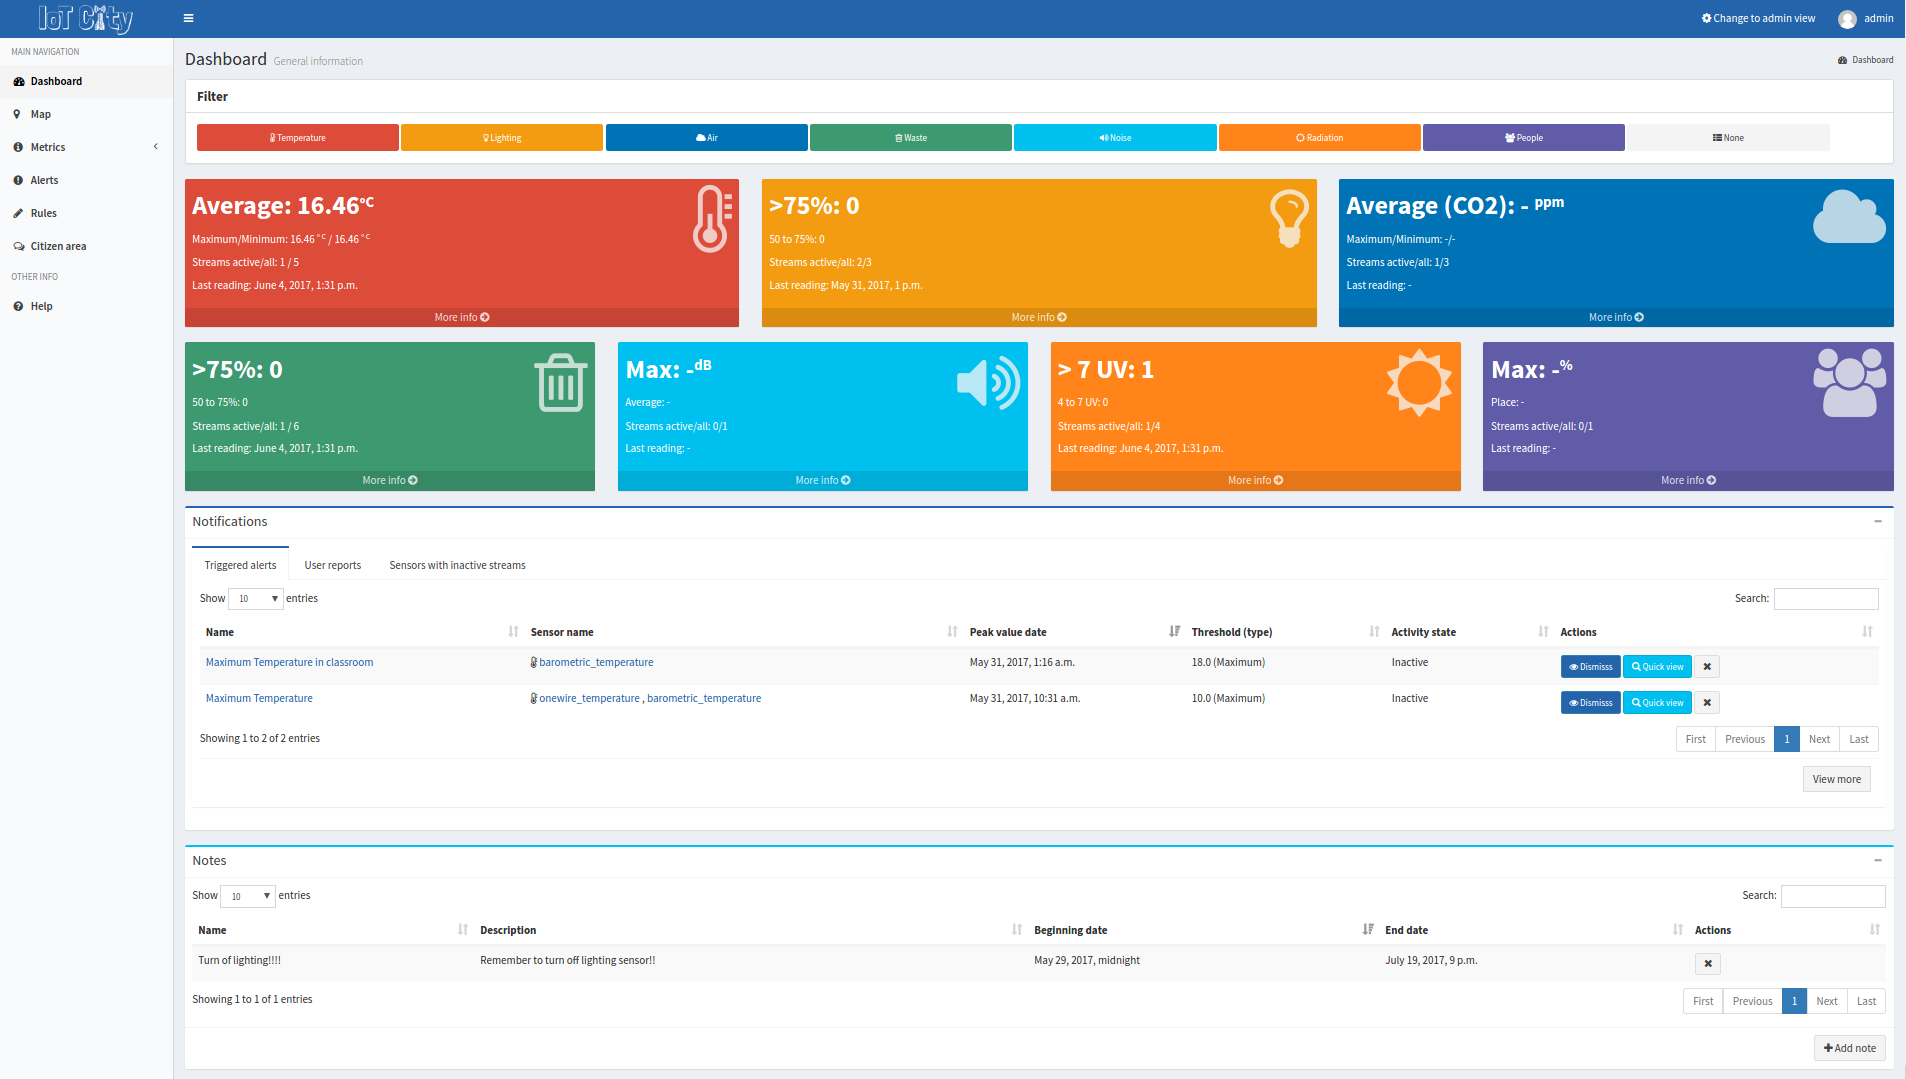 IoT City
Change to admin view
admin
MAIN NAVIGATION
Dashboard
Map
Metrics
Alerts
Rules
Citizen area
OTHER INFO
Help
Dashboard General information
Dashboard
Filter
Temperature Lighting Air Waste Noise Radiation People None
Average: 16.46°C
Maximum/Minimum: 16.46 °C / 16.46 °C
Streams active/all: 1 / 5
Last reading: June 4, 2017, 1:31 p.m.
More info
>75%: 0
50 to 75%: 0
Streams active/all: 2/3
Last reading: May 31, 2017, 1 p.m.
More info
Average (CO2): - ppm
Maximum/Minimum: -/-
Streams active/all: 1/3
Last reading: -
More info
>75%: 0
50 to 75%: 0
Streams active/all: 1 / 6
Last reading: June 4, 2017, 1:31 p.m.
More info
Max: -dB
Average: -
Streams active/all: 0/1
Last reading: -
More info
> 7 UV: 1
4 to 7 UV: 0
Streams active/all: 1/4
Last reading: June 4, 2017, 1:31 p.m.
More info
Max: -%
Place: -
Streams active/all: 0/1
Last reading: -
More info
Notifications
Triggered alerts User reports Sensors with inactive streams
Show 10 entries Search:
Name Sensor name Peak value date Threshold (type) Activity state Actions
Maximum Temperature in classroom barometric_temperature May 31, 2017, 1:16 a.m. 18.0 (Maximum) Inactive Dismisss Quick view
Maximum Temperature onewire_temperature , barometric_temperature May 31, 2017, 10:31 a.m. 10.0 (Maximum) Inactive Dismisss Quick view
Showing 1 to 2 of 2 entries First Previous 1 Next Last
View more
Notes
Show 10 entries Search:
Name Description Beginning date End date Actions
Turn of lighting!!!! Remember to turn off lighting sensor!! May 29, 2017, midnight July 19, 2017, 9 p.m.
Showing 1 to 1 of 1 entries First Previous 1 Next Last
Add note